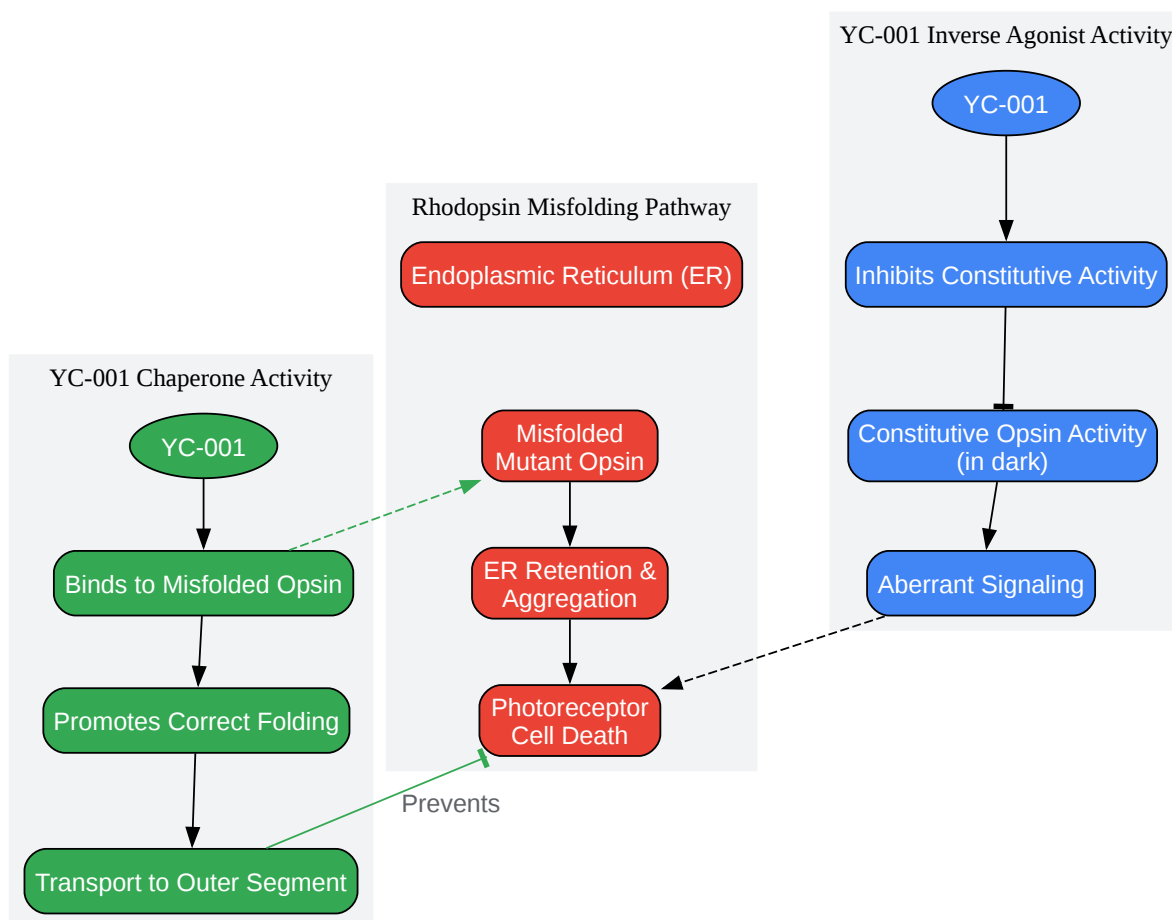 YC-001 Inverse Agonist Activity
YC-001
Inhibits Constitutive Activity
Constitutive Opsin Activity
(in dark)
Aberrant Signaling
Rhodopsin Misfolding Pathway
Endoplasmic Reticulum (ER)
Misfolded
Mutant Opsin
ER Retention &
Aggregation
Photoreceptor
Cell Death
YC-001 Chaperone Activity
YC-001
Binds to Misfolded Opsin
Promotes Correct Folding
Transport to Outer Segment
Prevents